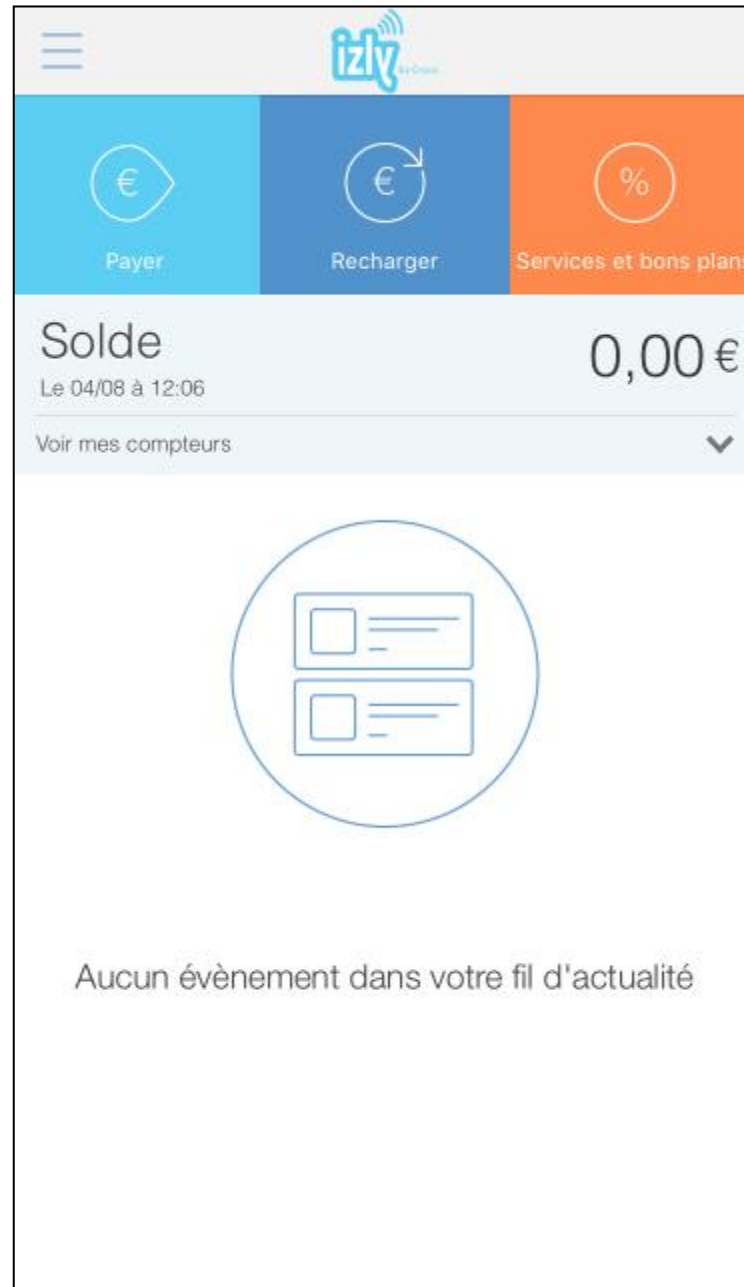 izly
€
€
%
Payer
Recharger
Services et bons plans
Solde
0,00 €
Le 04/08 à 12:06
Voir mes compteurs
Aucun évènement dans votre fil d'actualité